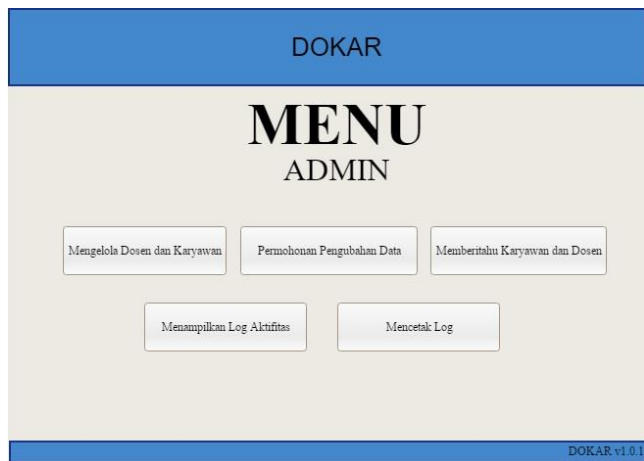 DOKAR
MENU
ADMIN
Mengelola Dosen dan Karyawan
Permohonan Pengubahan Data
Memberitahu Karyawan dan Dosen
Menampilkan Log Aktifitas
Mencetak Log
DOKAR v1.0.1